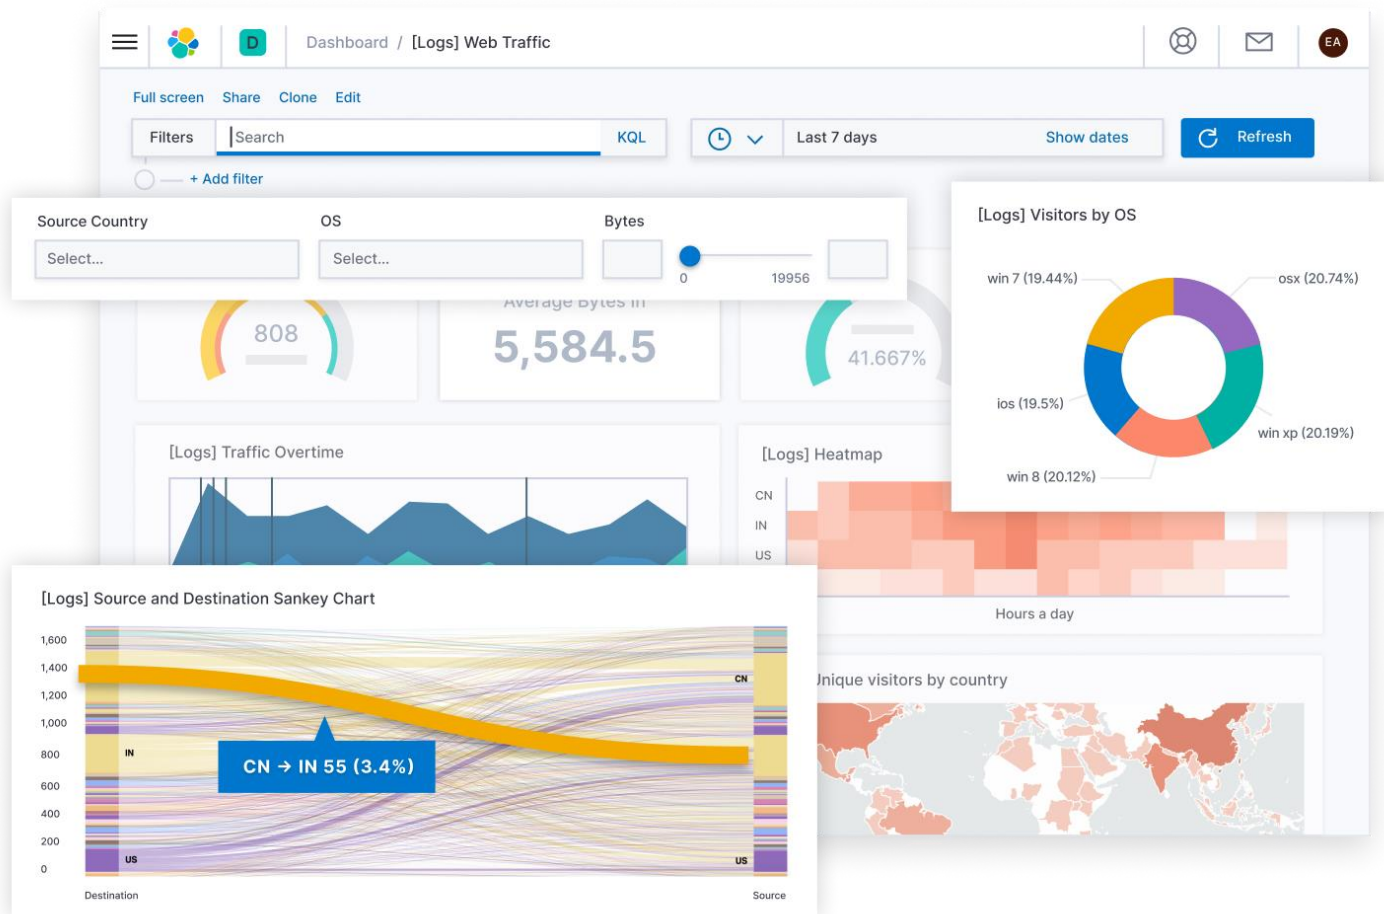 D
Dashboard / [Logs] Web Traffic
EA
Full screen Share Clone Edit
Filters Search KQL
Last 7 days Show dates
Refresh
+ Add filter
Source Country OS Bytes
Select... Select...
0 19956
808
Average Bytes In
5,584.5
41.667%
[Logs] Visitors by OS
win 7 (19.44%)
osx (20.74%)
ios (19.5%)
win xp (20.19%)
win 8 (20.12%)
[Logs] Traffic Overtime
[Logs] Heatmap
CN
IN
US
Hours a day
[Logs] Source and Destination Sankey Chart
1,600
1,400
1,200
1,000
800
600
400
200
0
CN
IN
CN → IN 55 (3.4%)
US
US
Destination
Source
Unique visitors by country